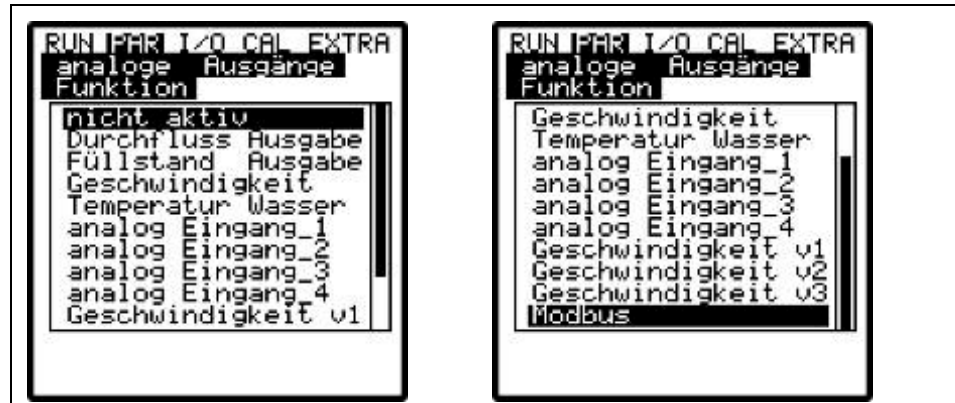 RUN PAR I/O CAL EXTRA
analoge Ausgänge
Funktion
nicht aktiv
Durchfluss Ausgabe
Füllstand Ausgabe
Geschwindigkeit
Temperatur Wasser
analog Eingang_1
analog Eingang_2
analog Eingang_3
analog Eingang_4
Geschwindigkeit v1
RUN PAR I/O CAL EXTRA
analoge Ausgänge
Funktion
Geschwindigkeit
Temperatur Wasser
analog Eingang_1
analog Eingang_2
analog Eingang_3
analog Eingang_4
Geschwindigkeit v1
Geschwindigkeit v2
Geschwindigkeit v3
Modbus